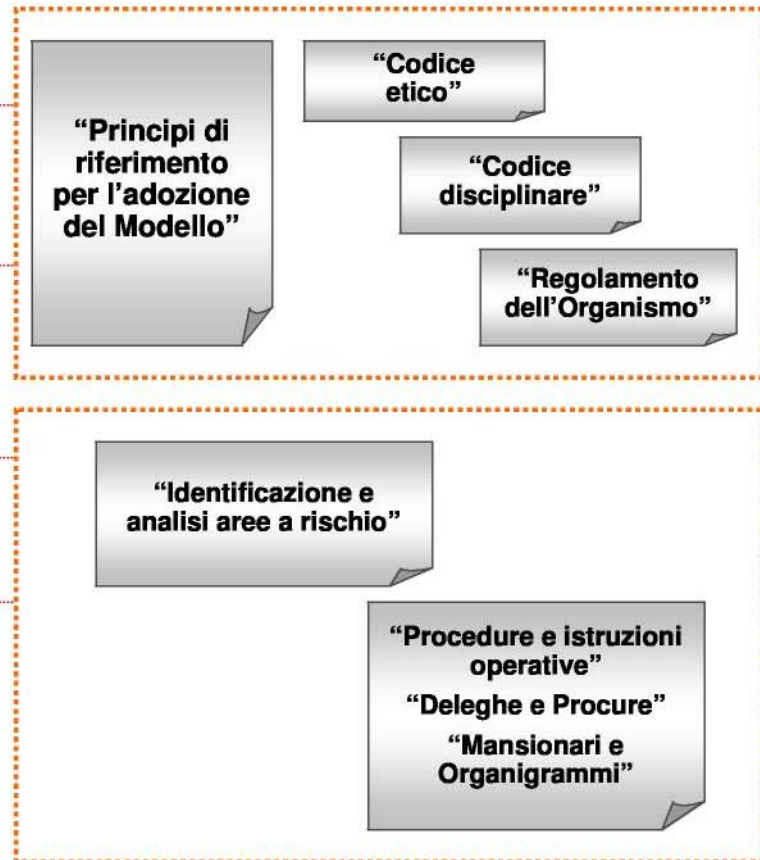 “Principi di
riferimento
per l'adozione
del Modello”
“Codice
etico”
“Codice
disciplinare”
“Regolamento
dell'Organismo”
“Identificazione e
analisi aree a rischio”
“Procedure e istruzioni
operative”
“Deleghe e Procure”
“Mansionari e
Organigrammi”